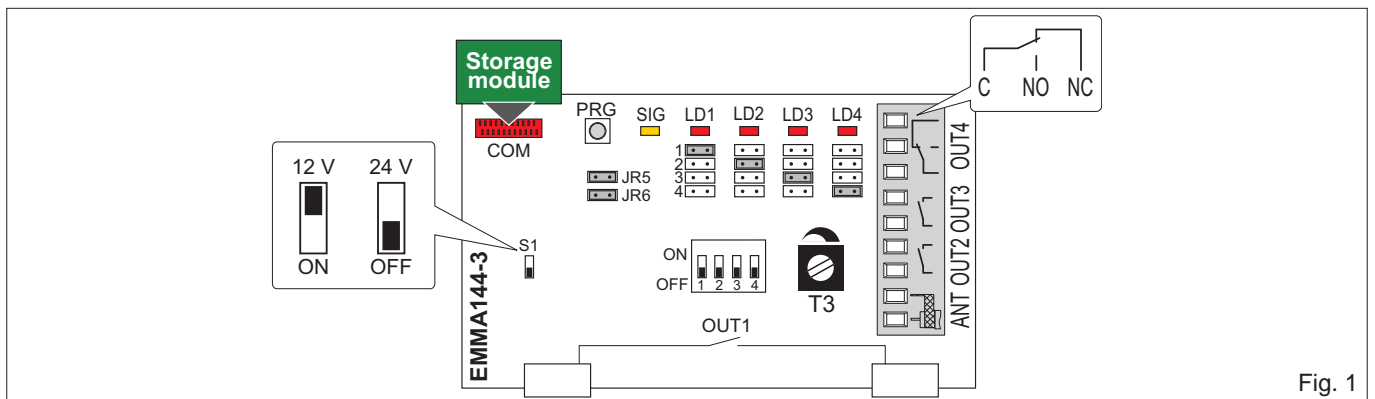 Storage
module
COM
PRG
SIG
LD1
LD2
LD3
LD4
1
2
3
4
JR5
JR6
C NO NC
12 V
24 V
ON
OFF
S1
EMMA144-3
ON
OFF
1 2 3 4
T3
OUT1
ANT OUT2 OUT3 OUT4
Fig. 1